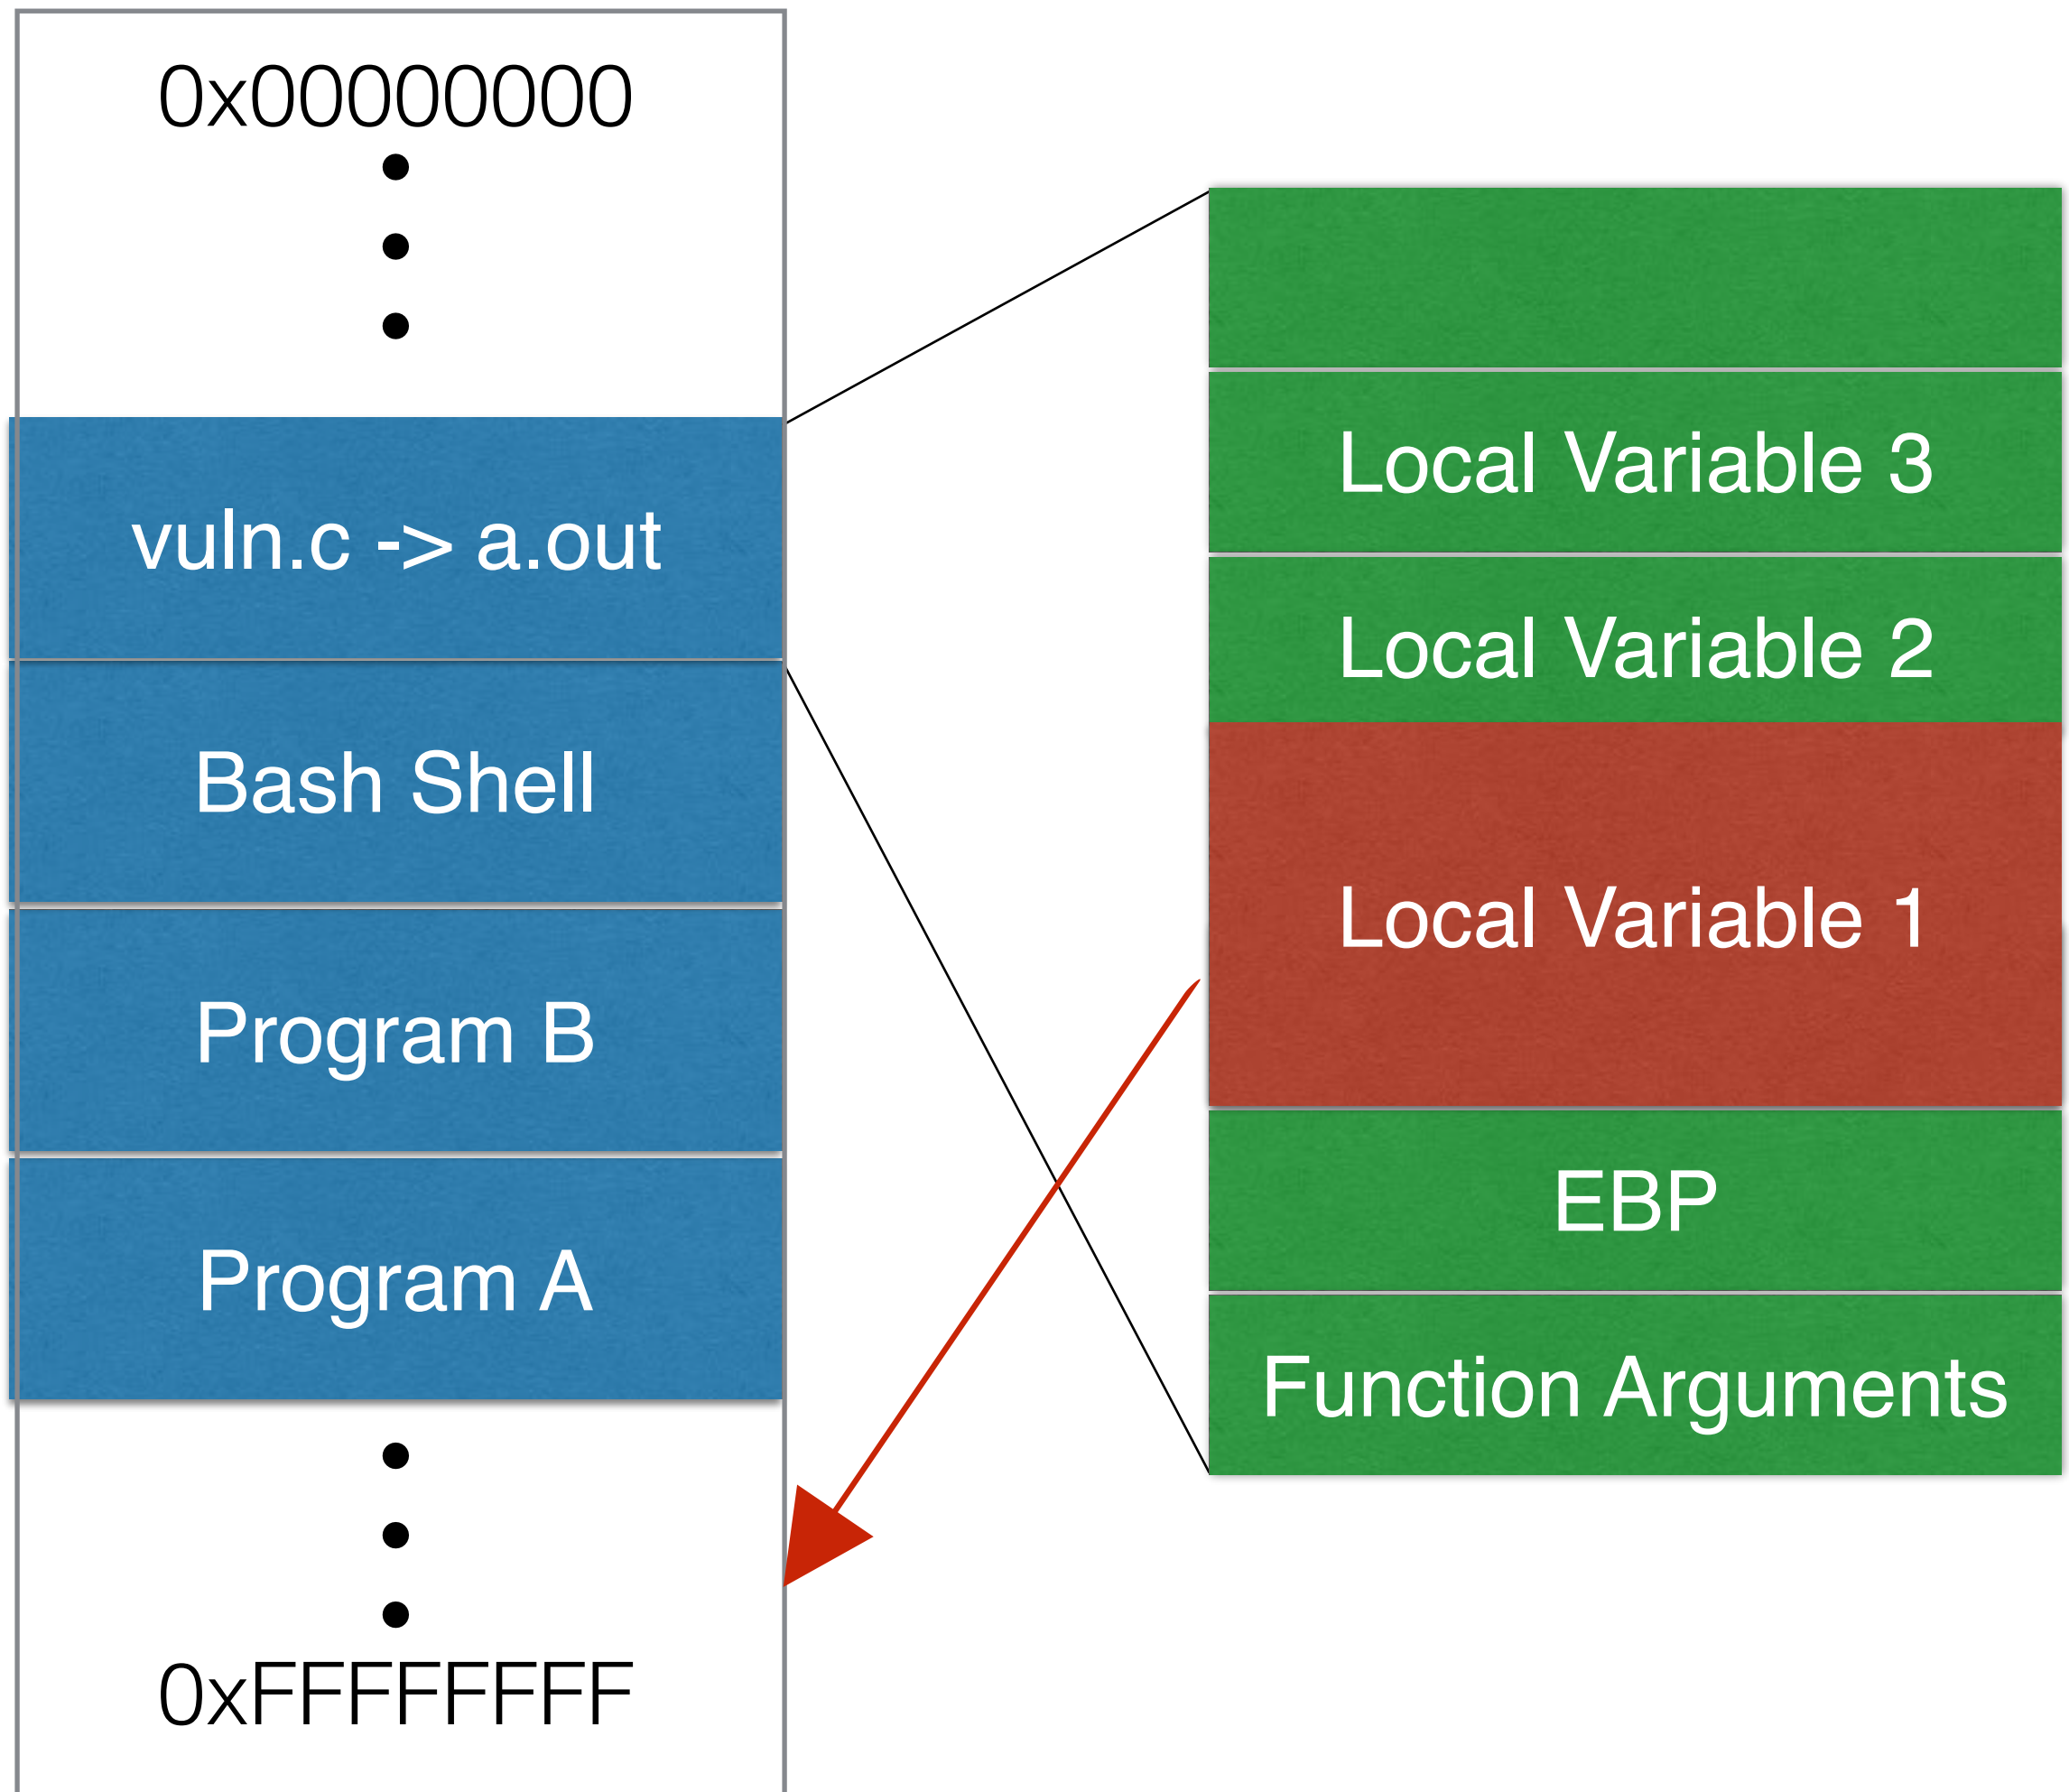 0x00000000
vuln.c -> a.out
Bash Shell
Program B
Program A
0xFFFFFFFF
Local Variable 3
Local Variable 2
Local Variable 1
EBP
Function Arguments